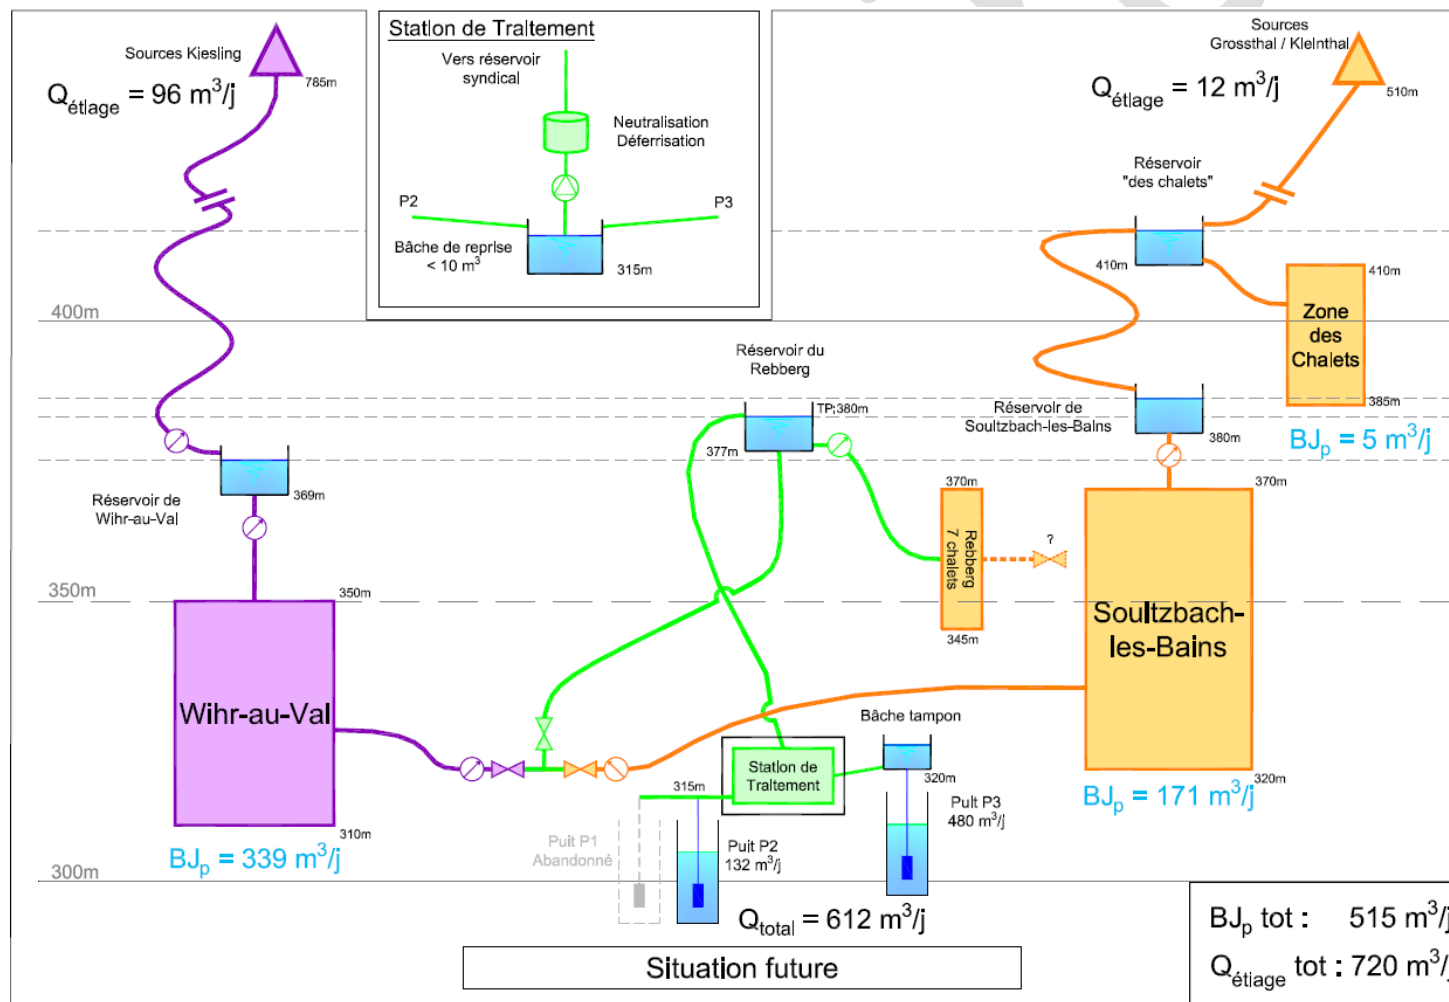 Station de Traitement
Vers réservoir
syndical
Neutralisation
Déferrisation
P2
P3
Bâche de reprise
< 10 m³
315m
Sources Kiesling
785m
Qétiage = 96 m³/j
Sources
Grossthal / Kleinthal
510m
Qétiage = 12 m³/j
Réservoir
"des chalets"
410m
410m
Zone
des
Chalets
385m
BJp = 5 m³/j
400m
Réservoir du
Rebberg
TP:380m
377m
Réservoir de
Soultzbach-les-Bains
380m
Réservoir de
Wihr-au-Val
369m
370m
Rebberg
7 chalets
345m
?
370m
Soultzbach-
les-Bains
320m
BJp = 171 m³/j
350m
350m
Wihr-au-Val
310m
BJp = 339 m³/j
Bâche tampon
320m
Station de
Traitement
315m
Puit P3
480 m³/j
Puit P1
Abandonné
Puit P2
132 m³/j
300m
Qtotal = 612 m³/j
Situation future
BJp tot : 515 m³/j
Qétiage tot : 720 m³/j